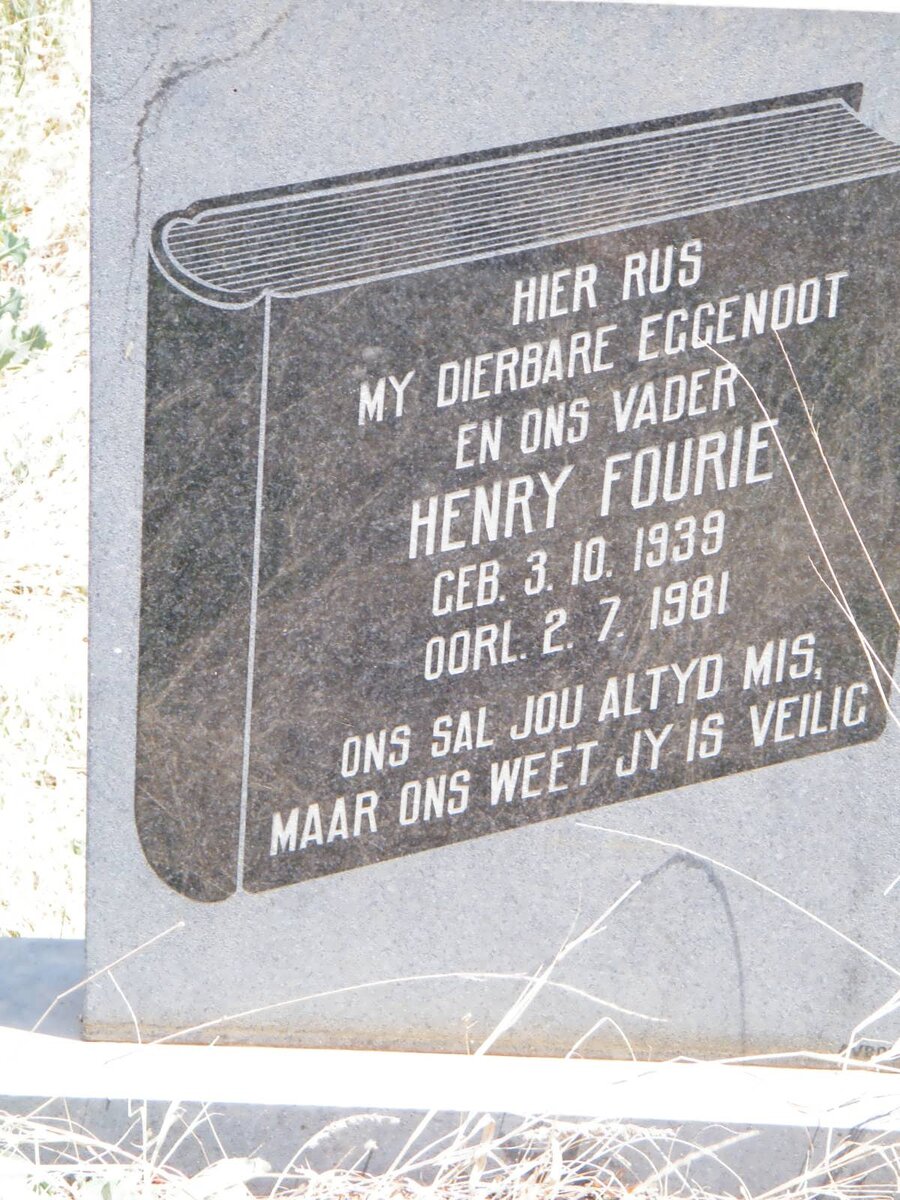 HIER RUS
MY DIERBARE EGGENOOT
EN ONS VADER
HENRY FOURIE
GEB. 3. 10. 1939
OORL. 2. 7. 1981
ONS SAL JOU ALTYD MIS,
MAAR ONS WEET JY IS VEILIG